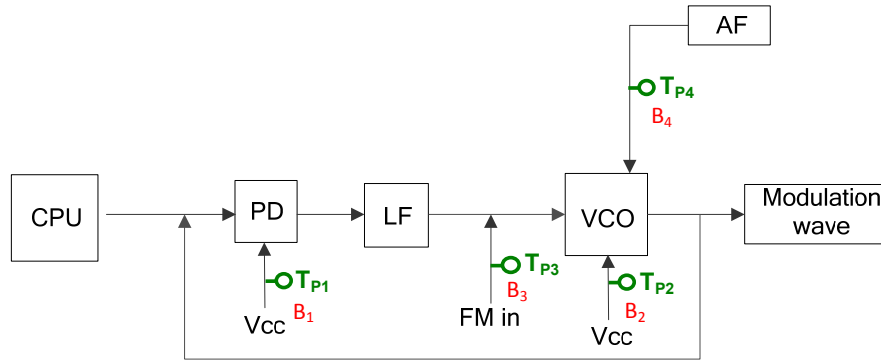 AF
T_P4
B_4
CPU
PD
LF
VCO
Modulation
wave
T_P1
B_1
Vcc
T_P3
B_3
FM in
T_P2
B_2
Vcc